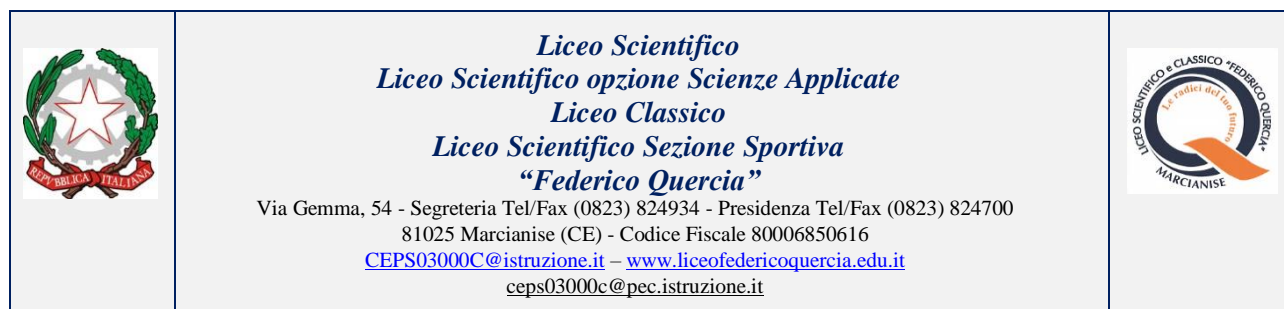 REPVBBLICA ITALIANA
Liceo Scientifico
Liceo Scientifico opzione Scienze Applicate
Liceo Classico
Liceo Scientifico Sezione Sportiva
“Federico Quercia”
Via Gemma, 54 - Segreteria Tel/Fax (0823) 824934 - Presidenza Tel/Fax (0823) 824700
81025 Marcianise (CE) - Codice Fiscale 80006850616
CEPS03000C@istruzione.it – www.liceofedericoquercia.edu.it
ceps03000c@pec.istruzione.it
LICEO SCIENTIFICO e CLASSICO "FEDERICO QUERCIA"
Le radici del tuo futuro
MARCIANISE